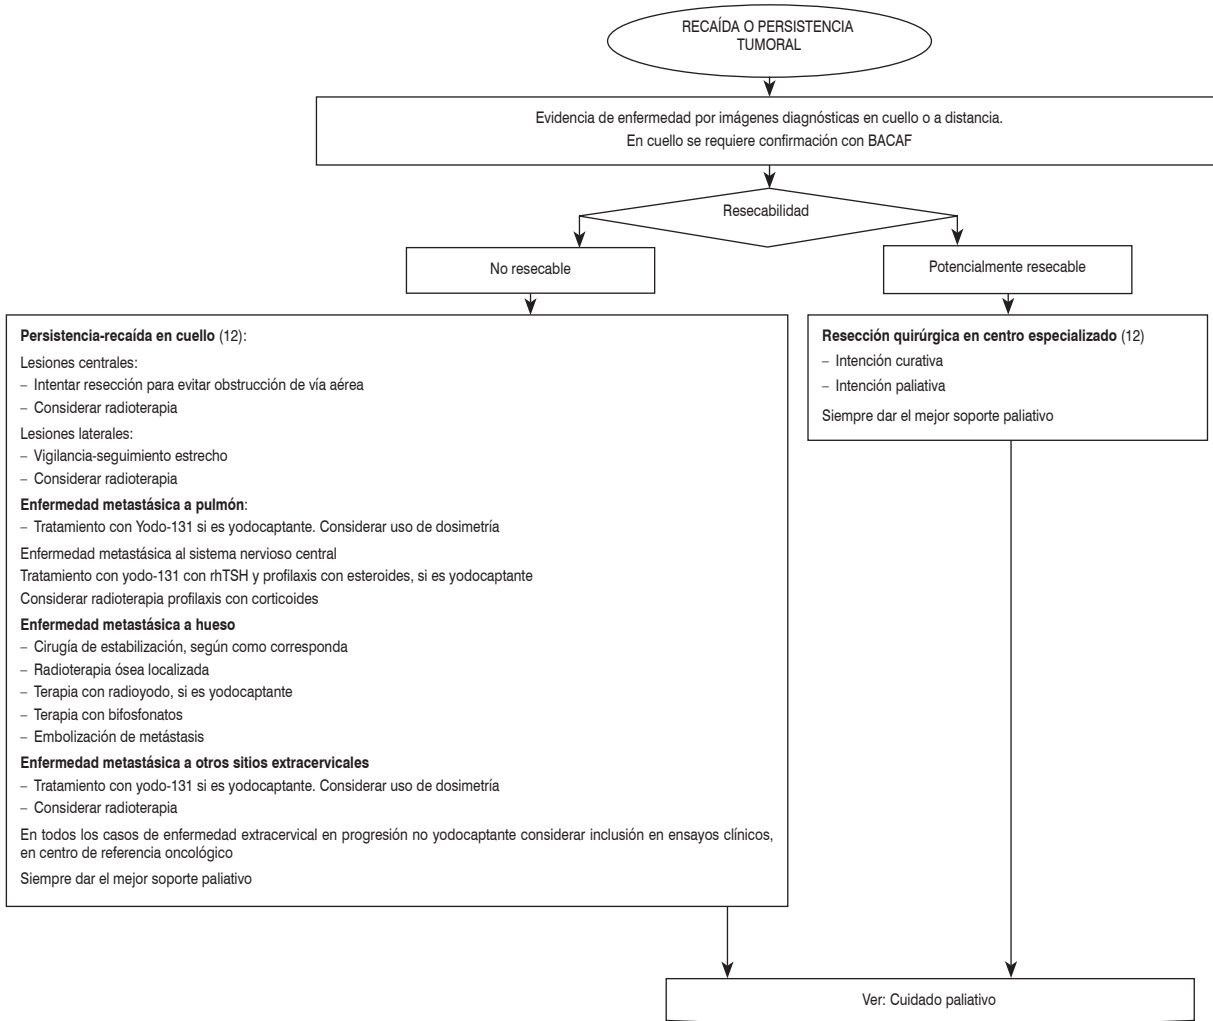 RECAÍDA O PERSISTENCIA
TUMORAL
Evidencia de enfermedad por imágenes diagnósticas en cuello o a distancia.
En cuello se requiere confirmación con BACAF
Resecabilidad
No resecable
Potencialmente resecable
Persistencia-recaída en cuello (12):
Lesiones centrales:
– Intentar resección para evitar obstrucción de vía aérea
– Considerar radioterapia
Lesiones laterales:
– Vigilancia-seguimiento estrecho
– Considerar radioterapia
Enfermedad metastásica a pulmón:
– Tratamiento con Yodo-131 si es yodocaptante. Considerar uso de dosimetría
Enfermedad metastásica al sistema nervioso central
Tratamiento con yodo-131 con rhTSH y profilaxis con esteroides, si es yodocaptante
Considerar radioterapia profilaxis con corticoides
Enfermedad metastásica a hueso
– Cirugía de estabilización, según como corresponda
– Radioterapia ósea localizada
– Terapia con radioyodo, si es yodocaptante
– Terapia con bifosfonatos
– Embolización de metástasis
Enfermedad metastásica a otros sitios extracervicales
– Tratamiento con yodo-131 si es yodocaptante. Considerar uso de dosimetría
– Considerar radioterapia
En todos los casos de enfermedad extracervical en progresión no yodocaptante considerar inclusión en ensayos clínicos,
en centro de referencia oncológico
Siempre dar el mejor soporte paliativo
Resección quirúrgica en centro especializado (12)
– Intención curativa
– Intención paliativa
Siempre dar el mejor soporte paliativo
Ver: Cuidado paliativo